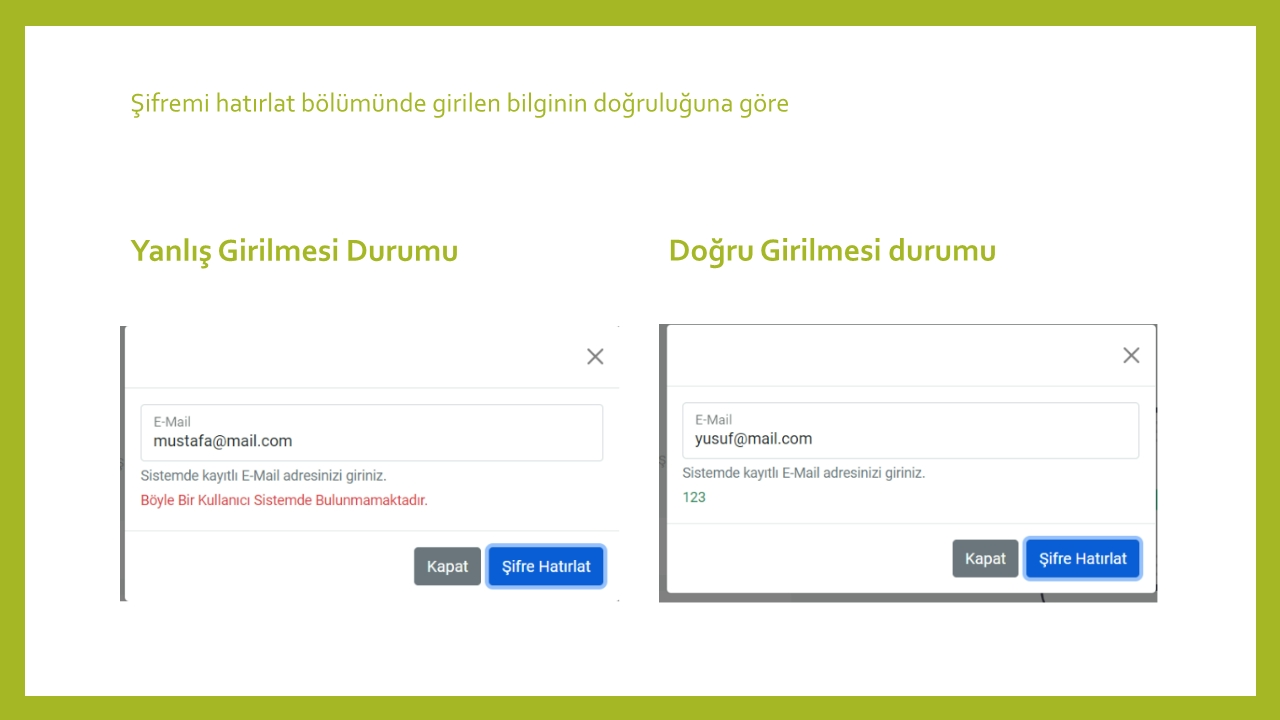 Şifremi hatırlat bölümünde girilen bilginin doğruluğuna göre
Yanlış Girilmesi Durumu
E-Mail
mustafa@mail.com
Sistemde kayıtlı E-Mail adresinizi giriniz.
Böyle Bir Kullanıcı Sistemde Bulunmamaktadır.
Kapat
Şifre Hatırlat
Doğru Girilmesi durumu
E-Mail
yusuf@mail.com
Sistemde kayıtlı E-Mail adresinizi giriniz.
123
Kapat
Şifre Hatırlat